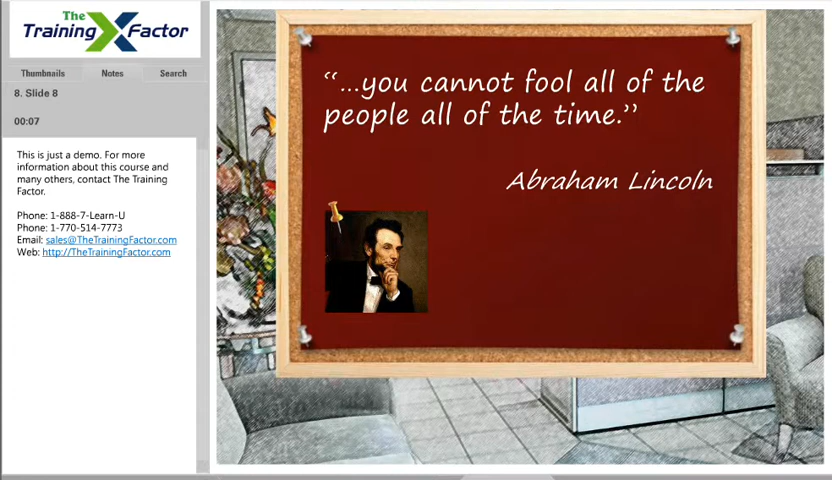 The
Training Factor
Thumbnails Notes Search
8. Slide 8
00:07
This is just a demo. For more
information about this course and
many others, contact The Training
Factor.
Phone: 1-888-7-Learn-U
Phone: 1-770-514-7773
Email: sales@TheTrainingFactor.com
Web: http://TheTrainingFactor.com
“...you cannot fool all of the
people all of the time.”
Abraham Lincoln